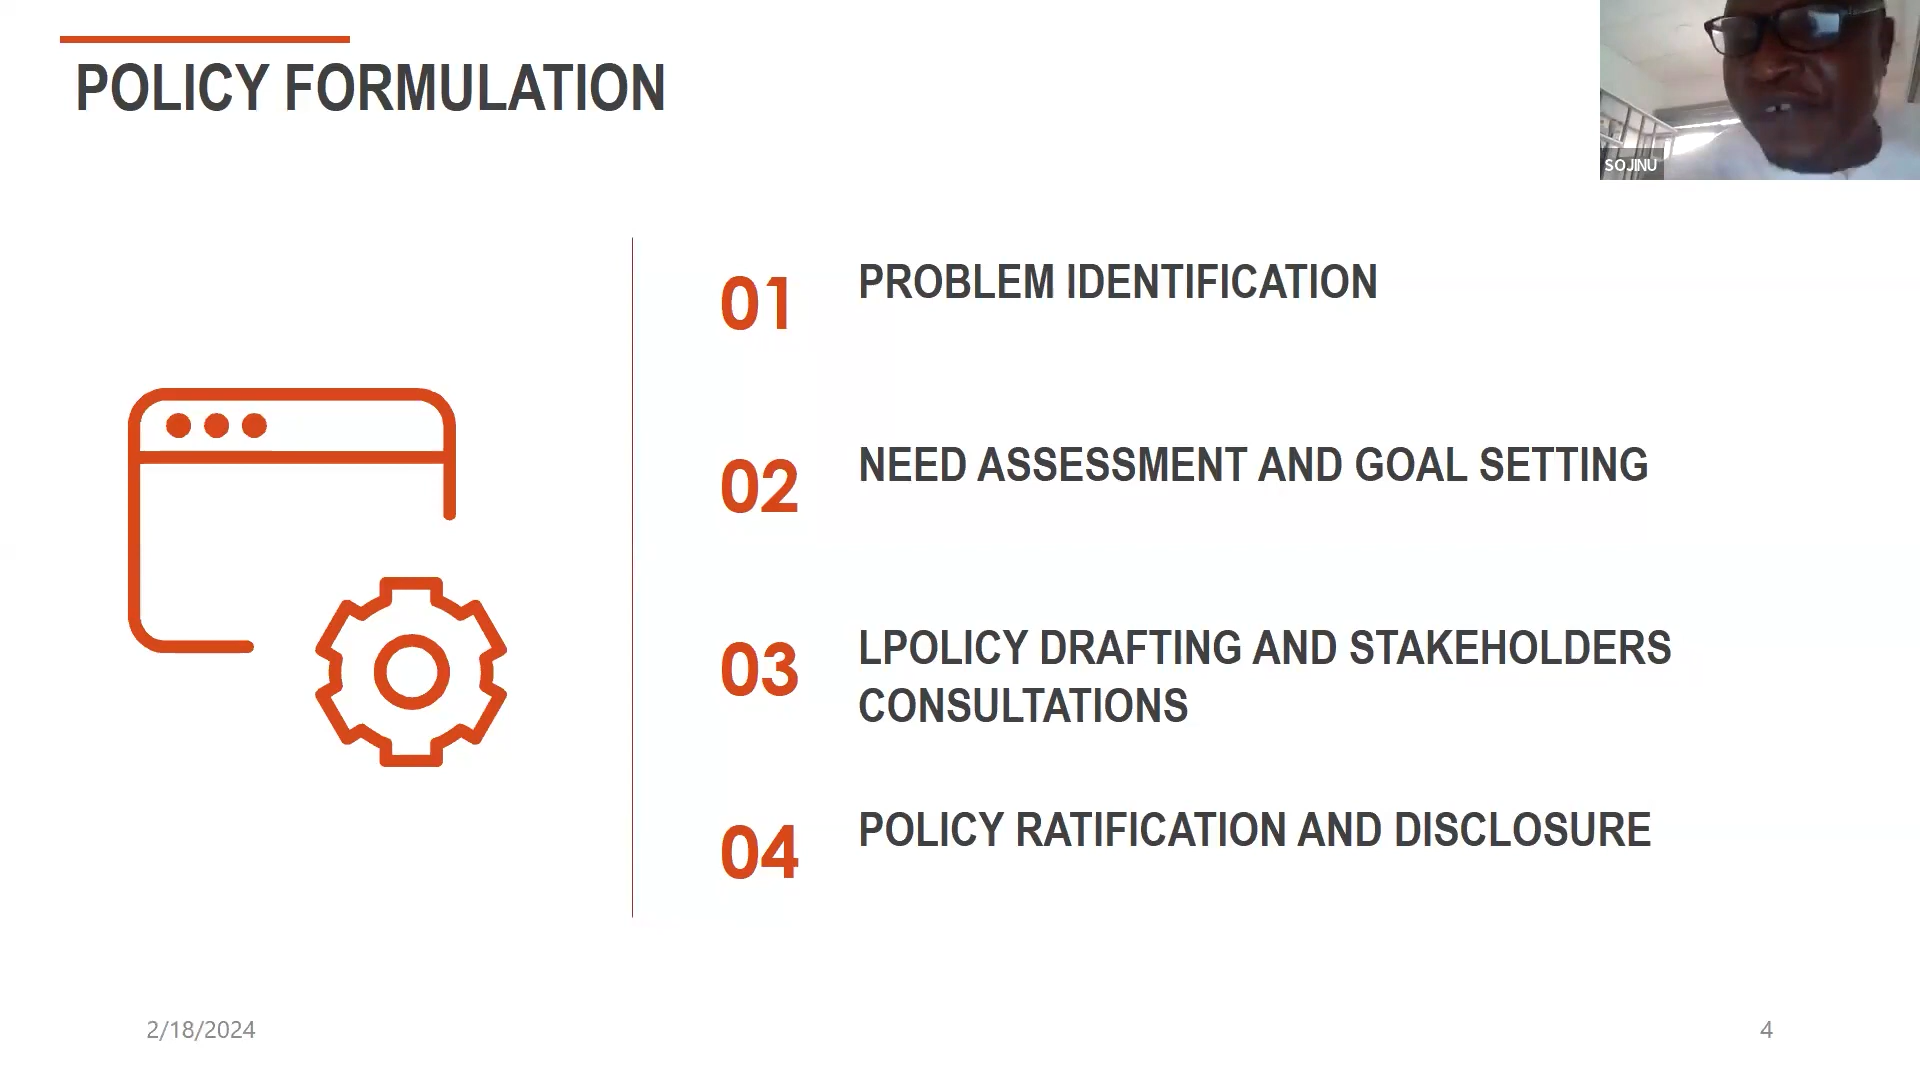 POLICY FORMULATION
SOJINU
01 PROBLEM IDENTIFICATION
02 NEED ASSESSMENT AND GOAL SETTING
03 LPOLICY DRAFTING AND STAKEHOLDERS
CONSULTATIONS
04 POLICY RATIFICATION AND DISCLOSURE
2/18/2024
4